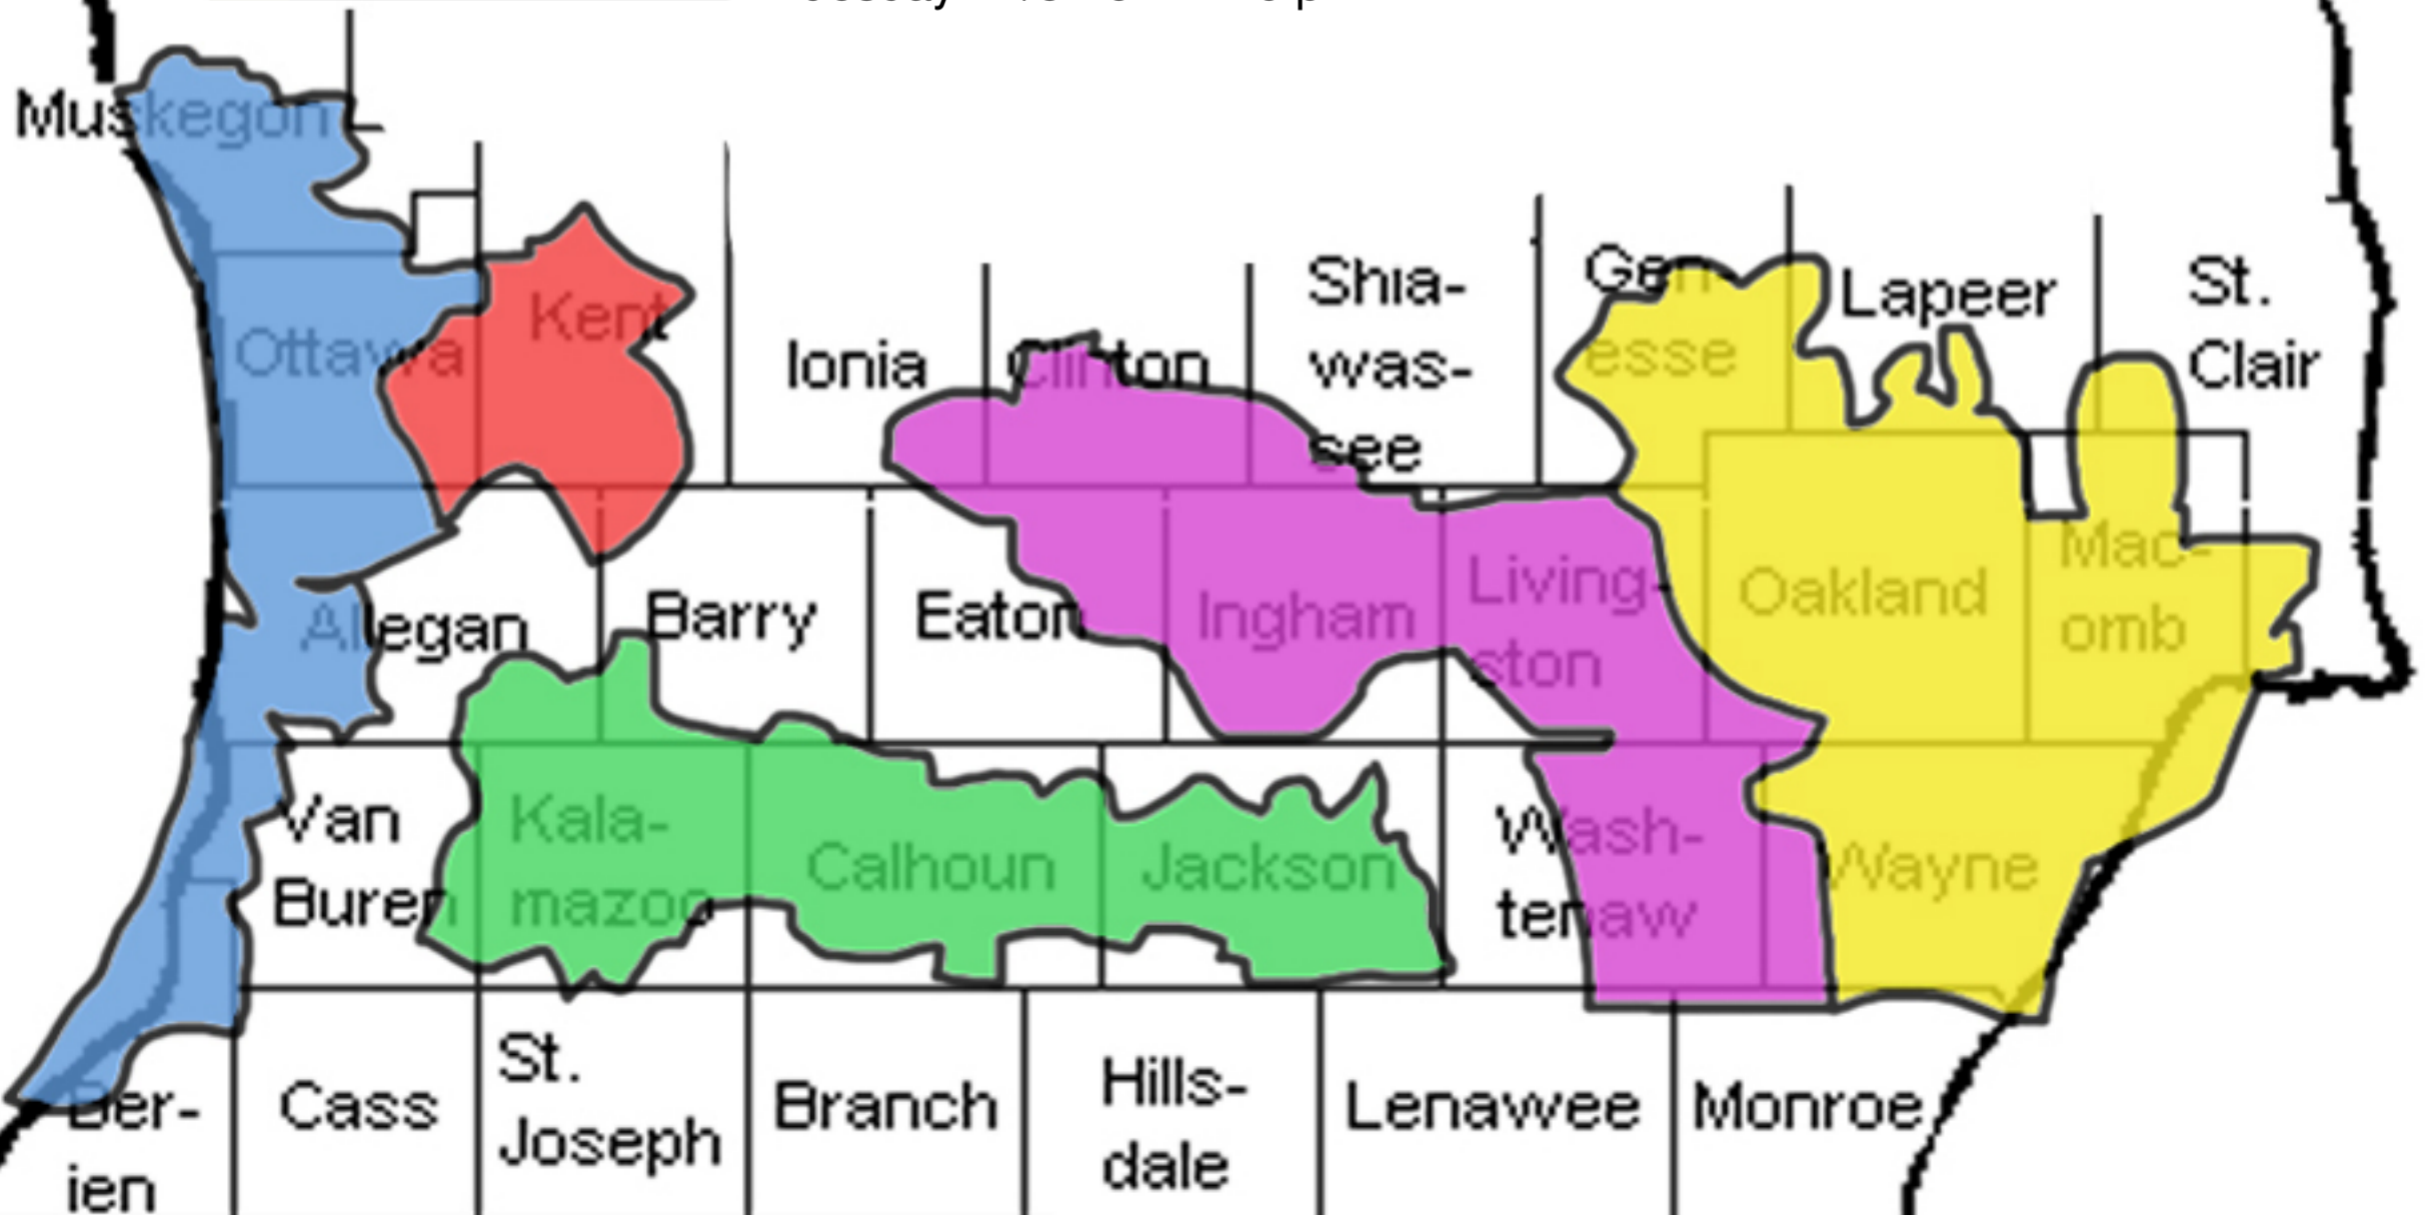 Muskegon
Ottawa
Kent
Ionia
Clinton
Shia-
was-
see
Gen
esse
Lapeer
St.
Clair
Allegan
Barry
Eaton
Ingham
Living-
ston
Oakland
Mac-
omb
Van
Buren
Kala-
mazoo
Calhoun
Jackson
Wash-
tenaw
Wayne
Ber-
ien
Cass
St.
Joseph
Branch
Hills-
dale
Lenawee
Monroe